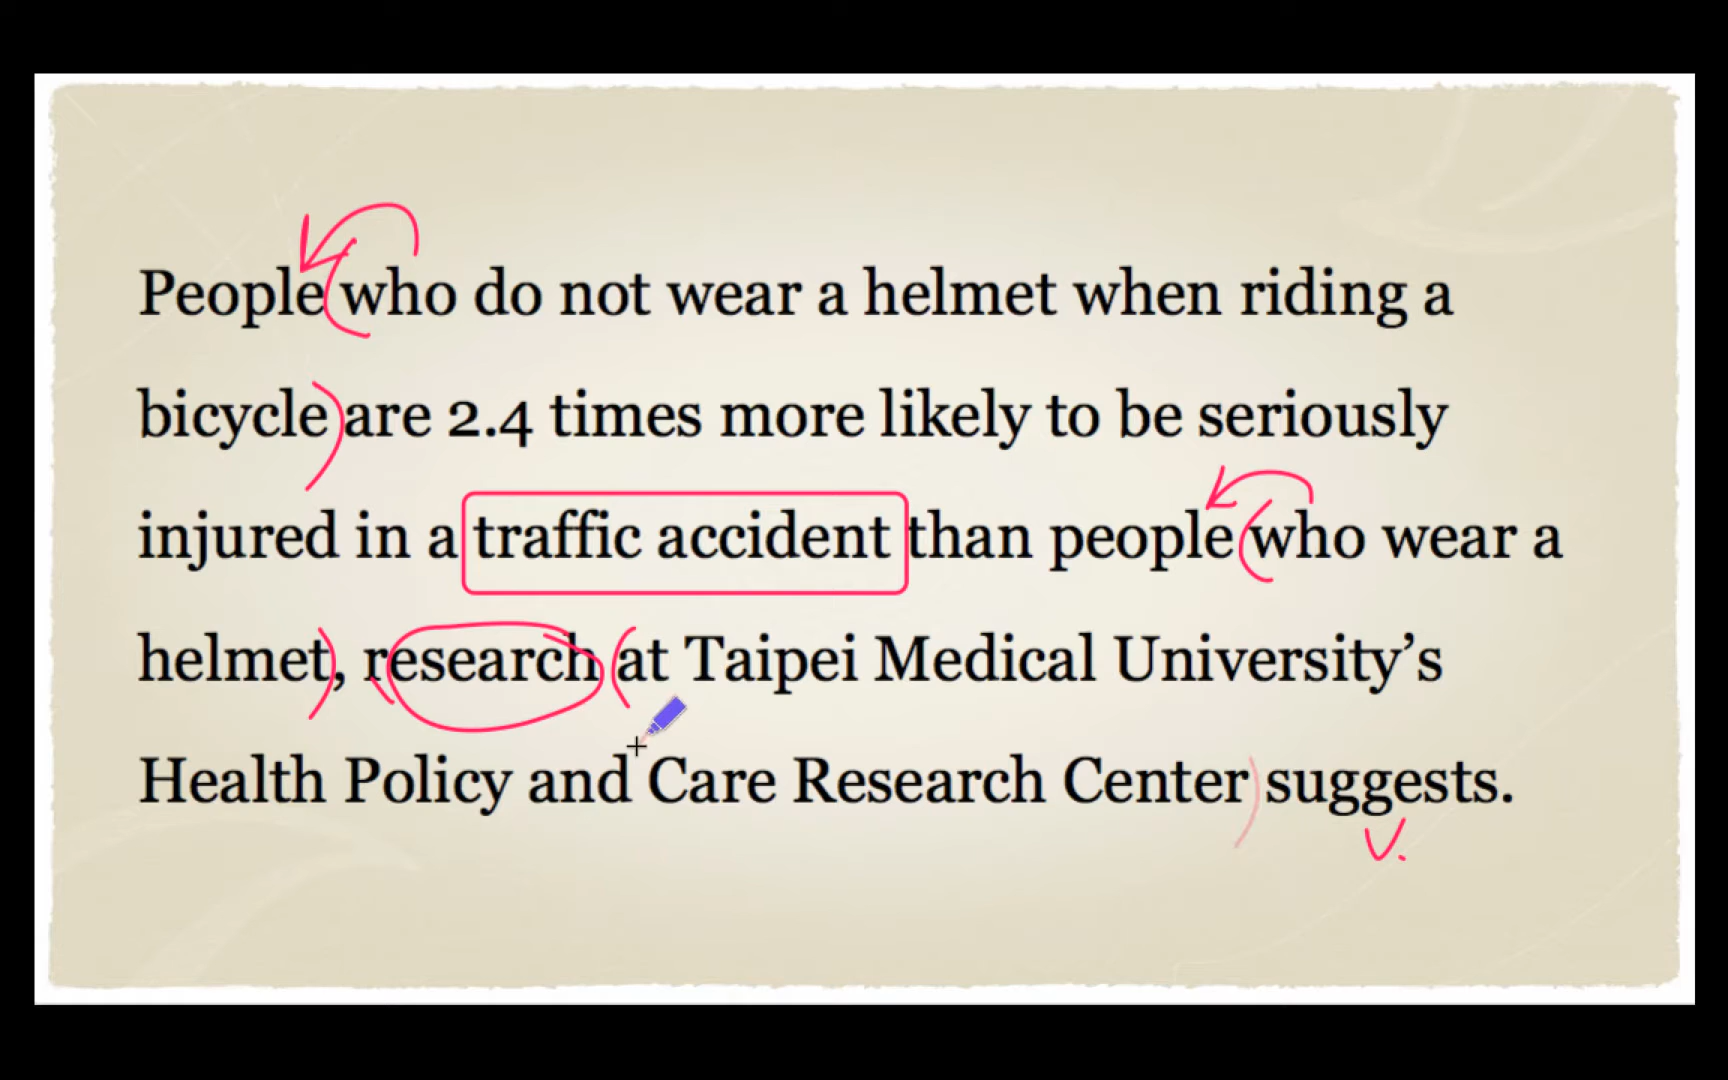 People who do not wear a helmet when riding a
bicycle are 2.4 times more likely to be seriously
injured in a traffic accident than people who wear a
helmet, research at Taipei Medical University’s
Health Policy and Care Research Center suggests.
v.